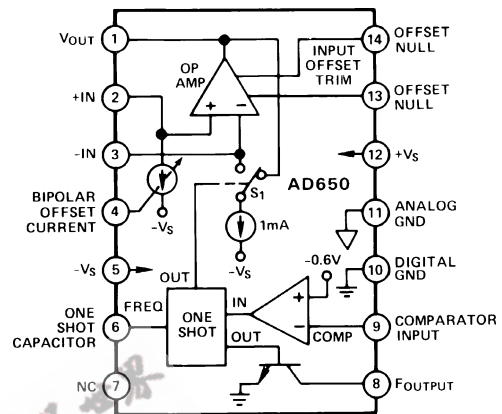 VOUT
1
+IN
2
-IN
3
BIPOLAR
OFFSET
CURRENT
4
-VS
5
ONE
SHOT
CAPACITOR
6
NC
7
OP
AMP
INPUT
OFFSET
TRIM
+
−
S1
AD650
-VS
1mA
-VS
-0.6V
OUT
FREQ
ONE
SHOT
IN
OUT
+
−
COMP
14
OFFSET
NULL
13
OFFSET
NULL
12
+VS
11
ANALOG
GND
10
DIGITAL
GND
9
COMPARATOR
INPUT
8
FOUTPUT